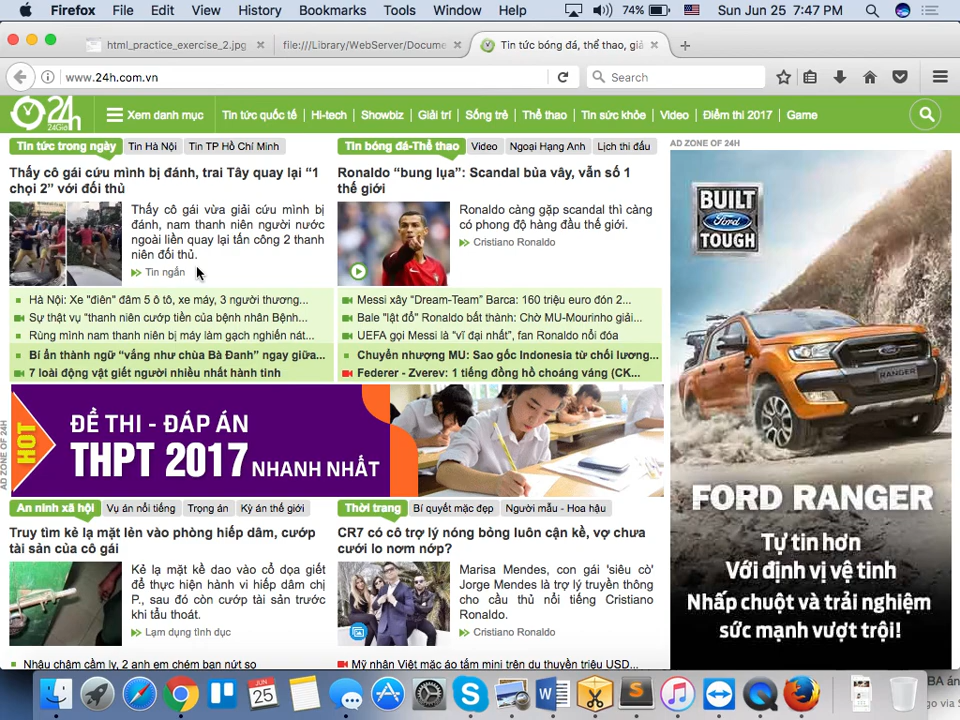 Firefox File Edit View History Bookmarks Tools Window Help 74% Sun Jun 25 7:47 PM
html_practice_exercise_2.jpg
file:///Library/WebServer/Docume
Tin tức bóng đá, thể thao, giả
www.24h.com.vn
Search
24h
24Giờ
Xem danh mục Tin tức quốc tế Hi-tech Showbiz Giải trí Sống trẻ Thể thao Tin sức khỏe Video Điểm thi 2017 Game
Tin tức trong ngày Tin Hà Nội Tin TP Hồ Chí Minh
Thấy cô gái cứu mình bị đánh, trai Tây quay lại “1
chọi 2” với đối thủ
Thấy cô gái vừa giải cứu mình bị
đánh, nam thanh niên người nước
ngoài liền quay lại tấn công 2 thanh
niên đối thủ.
Tin ngắn
Hà Nội: Xe "điên" đâm 5 ô tô, xe máy, 3 người thương...
Sự thật vụ "thanh niên cướp tiền của bệnh nhân Bệnh...
Rùng mình nam thanh niên bị máy làm gạch nghiến nát...
Bí ẩn thành ngữ “vắng như chùa Bà Đanh” ngay giữa...
7 loài động vật giết người nhiều nhất hành tinh
Tin bóng đá-Thể thao Video Ngoại Hạng Anh Lịch thi đấu
Ronaldo “bung lụa”: Scandal bủa vây, vẫn số 1
thế giới
Ronaldo càng gặp scandal thì càng
có phong độ hàng đầu thế giới.
Cristiano Ronaldo
Messi xây "Dream-Team" Barca: 160 triệu euro đón 2...
Bale "lật đổ" Ronaldo bất thành: Chờ MU-Mourinho giải...
UEFA gọi Messi là "vĩ đại nhất", fan Ronaldo nổi đóa
Chuyển nhượng MU: Sao gốc Indonesia từ chối lương...
Federer - Zverev: 1 tiếng đồng hồ choáng váng (CK...
AD ZONE OF 24H
BUILT
Ford
TOUGH
RANGER
FORD RANGER
Tự tin hơn
Với định vị vệ tinh
Nhấp chuột và trải nghiệm
sức mạnh vượt trội!
AD ZONE OF 24H
HOT
ĐỀ THI - ĐÁP ÁN
THPT 2017 NHANH NHẤT
An ninh xã hội Vụ án nổi tiếng Trọng án Kỳ án thế giới
Truy tìm kẻ lạ mặt lẻn vào phòng hiếp dâm, cướp
tài sản của cô gái
Kẻ lạ mặt kề dao vào cổ dọa giết
để thực hiện hành vi hiếp dâm chị
P., sau đó còn cướp tài sản trước
khi tẩu thoát.
Lạm dụng tình dục
Nhậu chậm cầm ly, 2 anh em chém bạn nứt sọ
Thời trang Bí quyết mặc đẹp Người mẫu - Hoa hậu
CR7 có cô trợ lý nóng bỏng luôn cận kề, vợ chưa
cưới lo nơm nớp?
Marisa Mendes, con gái 'siêu cò'
Jorge Mendes là trợ lý truyền thông
cho cầu thủ nổi tiếng Cristiano
Ronaldo.
Cristiano Ronaldo
Mỹ nhân Việt mặc áo tắm mini trên du thuyền triệu USD...
JUN
25